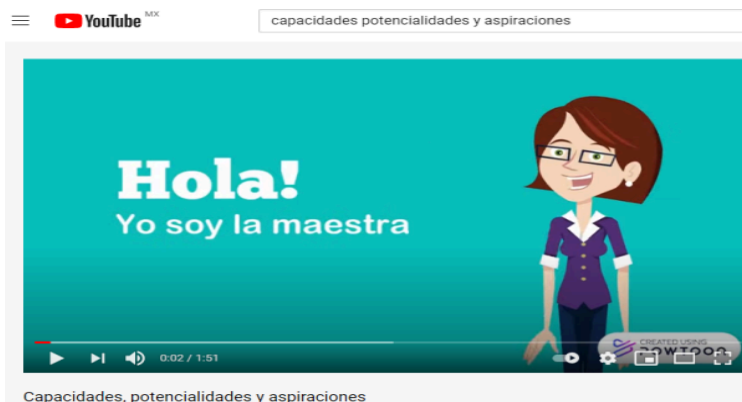 YouTube MX
capacidades potencialidades y aspiraciones
Hola!
Yo soy la maestra
0:02 / 1:51
CREATED USING
POWTOON
Capacidades, potencialidades y aspiraciones